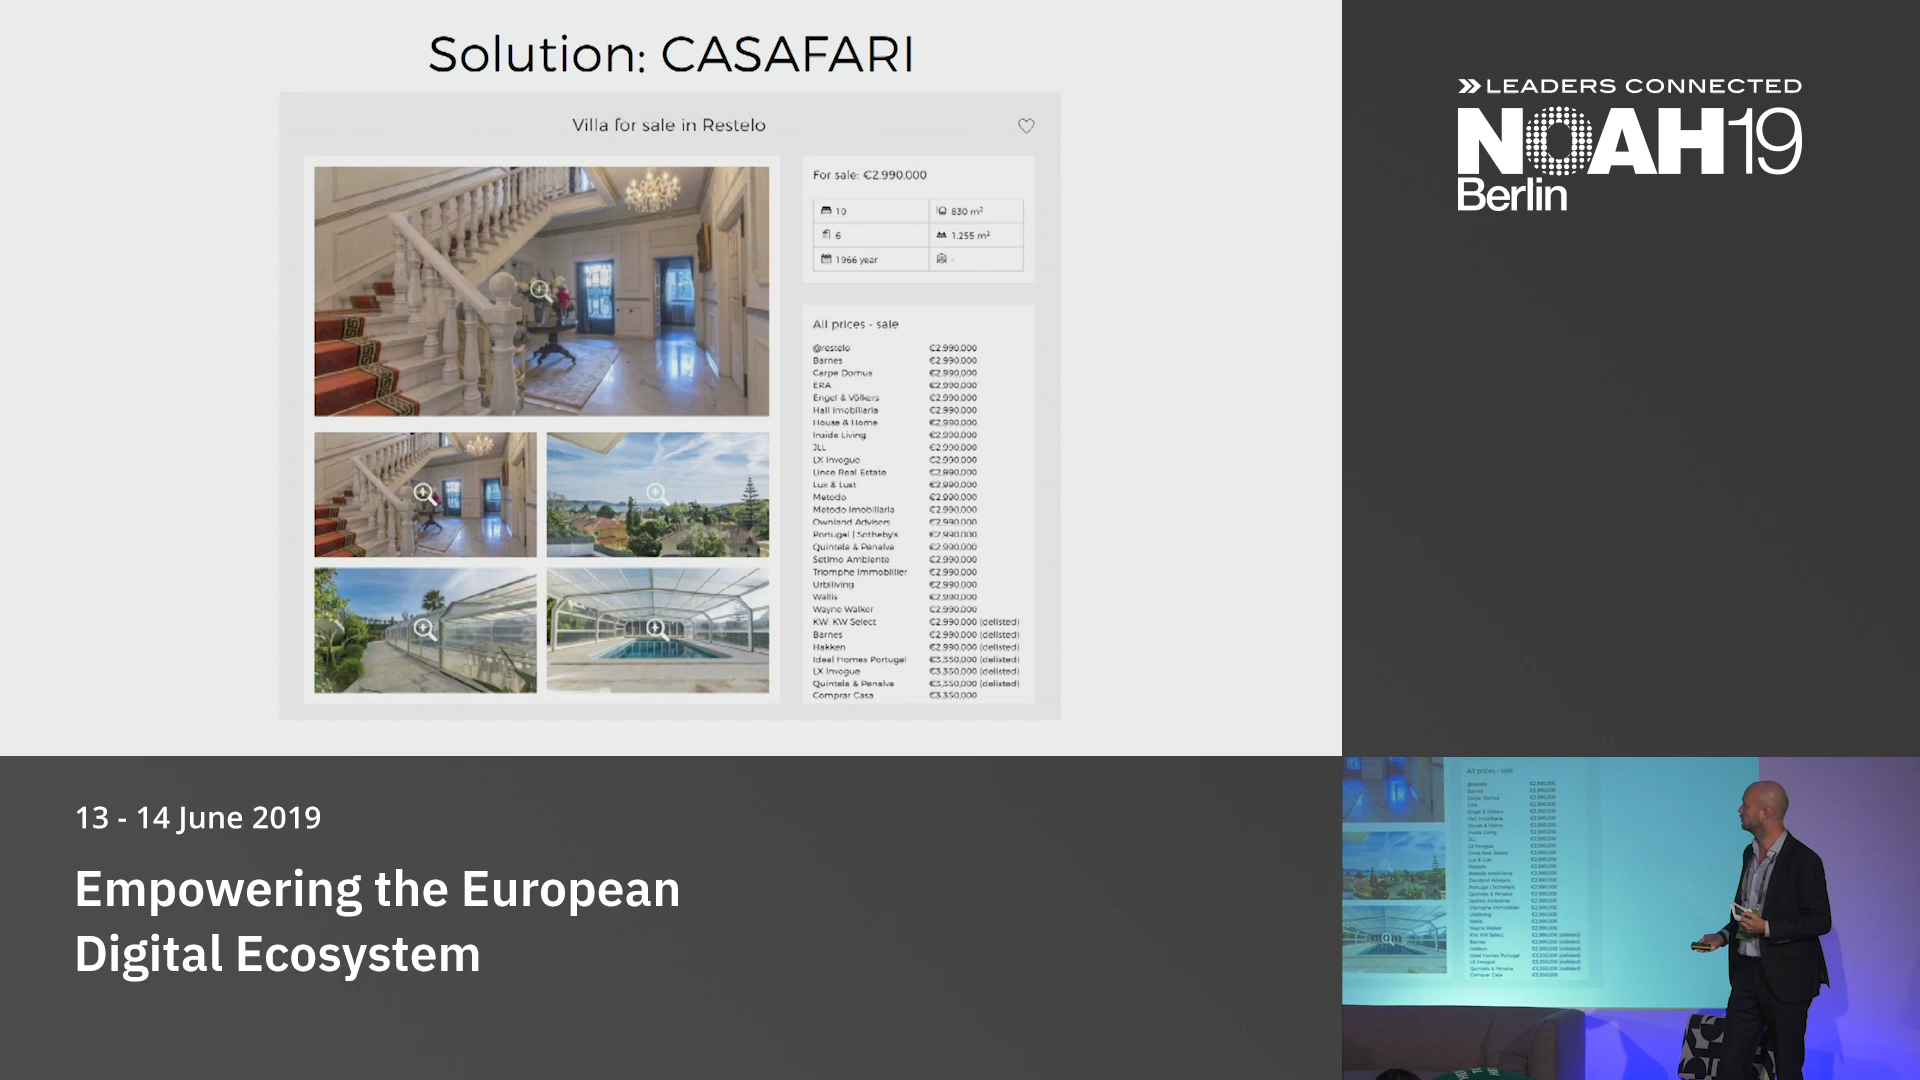 Solution: CASAFARI
Villa for sale in Restelo
For sale: €2.990.000
10 830 m²
6 1.255 m²
1966 year -
All prices - sale
@restelo €2.990.000
Barnes €2.990.000
Carpe Domus €2.990.000
ERA €2.990.000
Engel & Völkers €2.990.000
Hall Imobiliaria €2.990.000
House & Home €2.990.000
Inside Living €2.990.000
JLL €2.990.000
LX Invogue €2.990.000
Lince Real Estate €2.990.000
Lux & Lust €2.990.000
Metodo €2.990.000
Metodo Imobiliaria €2.990.000
Ownland Advisers €2.990.000
Portugal | Sotheby's €2.990.000
Quintela & Penalva €2.990.000
Setimo Ambiente €2.990.000
Triomphe Immobilier €2.990.000
Urbiliving €2.990.000
Wallis €2.990.000
Wayne Walker €2.990.000
KW: KW Select €2.990.000 (delisted)
Barnes €2.990.000 (delisted)
Hakken €2.990.000 (delisted)
Ideal Homes Portugal €3.350.000 (delisted)
LX Invogue €3.350.000 (delisted)
Quintela & Penalva €3.350.000 (delisted)
Comprar Casa €3.350.000
LEADERS CONNECTED
NOAH19
Berlin
13 - 14 June 2019
Empowering the European
Digital Ecosystem